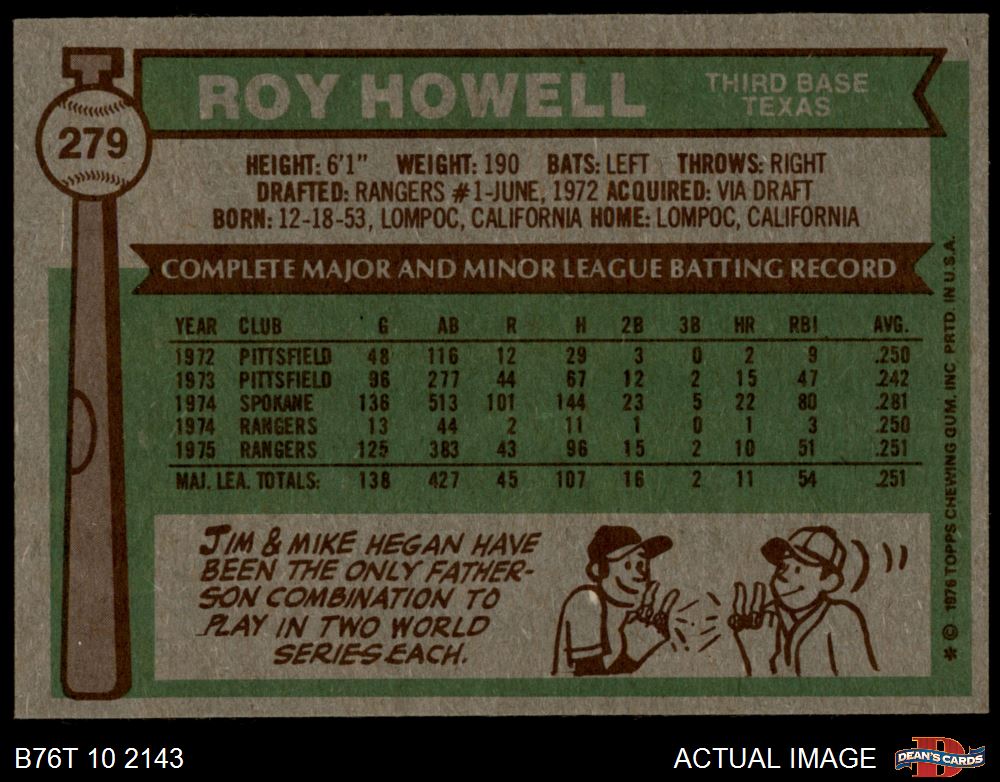 279
ROY HOWELL
THIRD BASE
TEXAS
HEIGHT: 6'1" WEIGHT: 190 BATS: LEFT THROWS: RIGHT
DRAFTED: RANGERS #1-JUNE, 1972 ACQUIRED: VIA DRAFT
BORN: 12-18-53, LOMPOC, CALIFORNIA HOME: LOMPOC, CALIFORNIA
COMPLETE MAJOR AND MINOR LEAGUE BATTING RECORD
YEAR CLUB G AB R H 2B 3B HR RBI AVG.
1972 PITTSFIELD 48 116 12 29 3 0 2 9 .250
1973 PITTSFIELD 96 277 44 67 12 2 15 47 .242
1974 SPOKANE 136 513 101 144 23 5 22 80 .281
1974 RANGERS 13 44 2 11 1 0 1 3 .250
1975 RANGERS 125 383 43 96 15 2 10 51 .251
MAJ. LEA. TOTALS: 138 427 45 107 16 2 11 54 .251
JIM & MIKE HEGAN HAVE
BEEN THE ONLY FATHER-
SON COMBINATION TO
PLAY IN TWO WORLD
SERIES EACH.
* © 1976 TOPPS CHEWING GUM, INC PRTD. IN U.S.A.
B76T 10 2143
ACTUAL IMAGE
D
DEAN'S CARDS